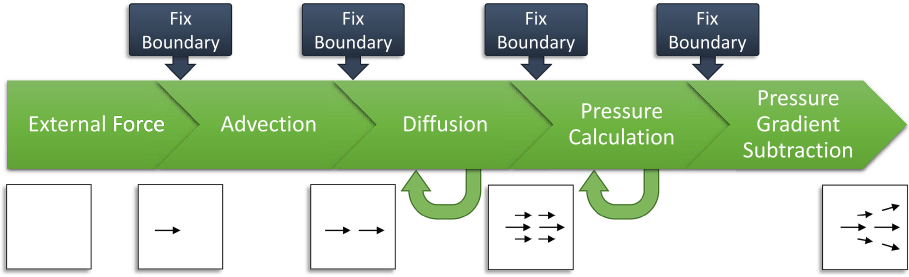 Fix
Boundary
Fix
Boundary
Fix
Boundary
Fix
Boundary
External Force
Advection
Diffusion
Pressure
Calculation
Pressure
Gradient
Subtraction